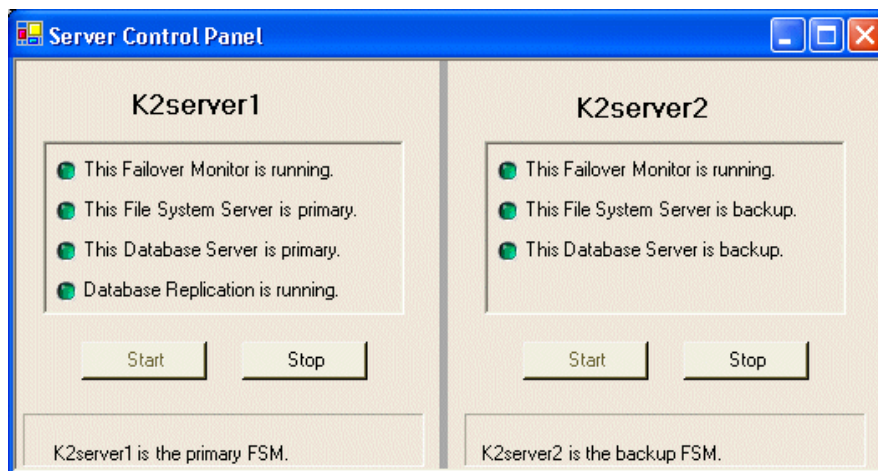 Server Control Panel
K2server1
This Failover Monitor is running.
This File System Server is primary.
This Database Server is primary.
Database Replication is running.
Start
Stop
K2server1 is the primary FSM.
K2server2
This Failover Monitor is running.
This File System Server is backup.
This Database Server is backup.
Start
Stop
K2server2 is the backup FSM.